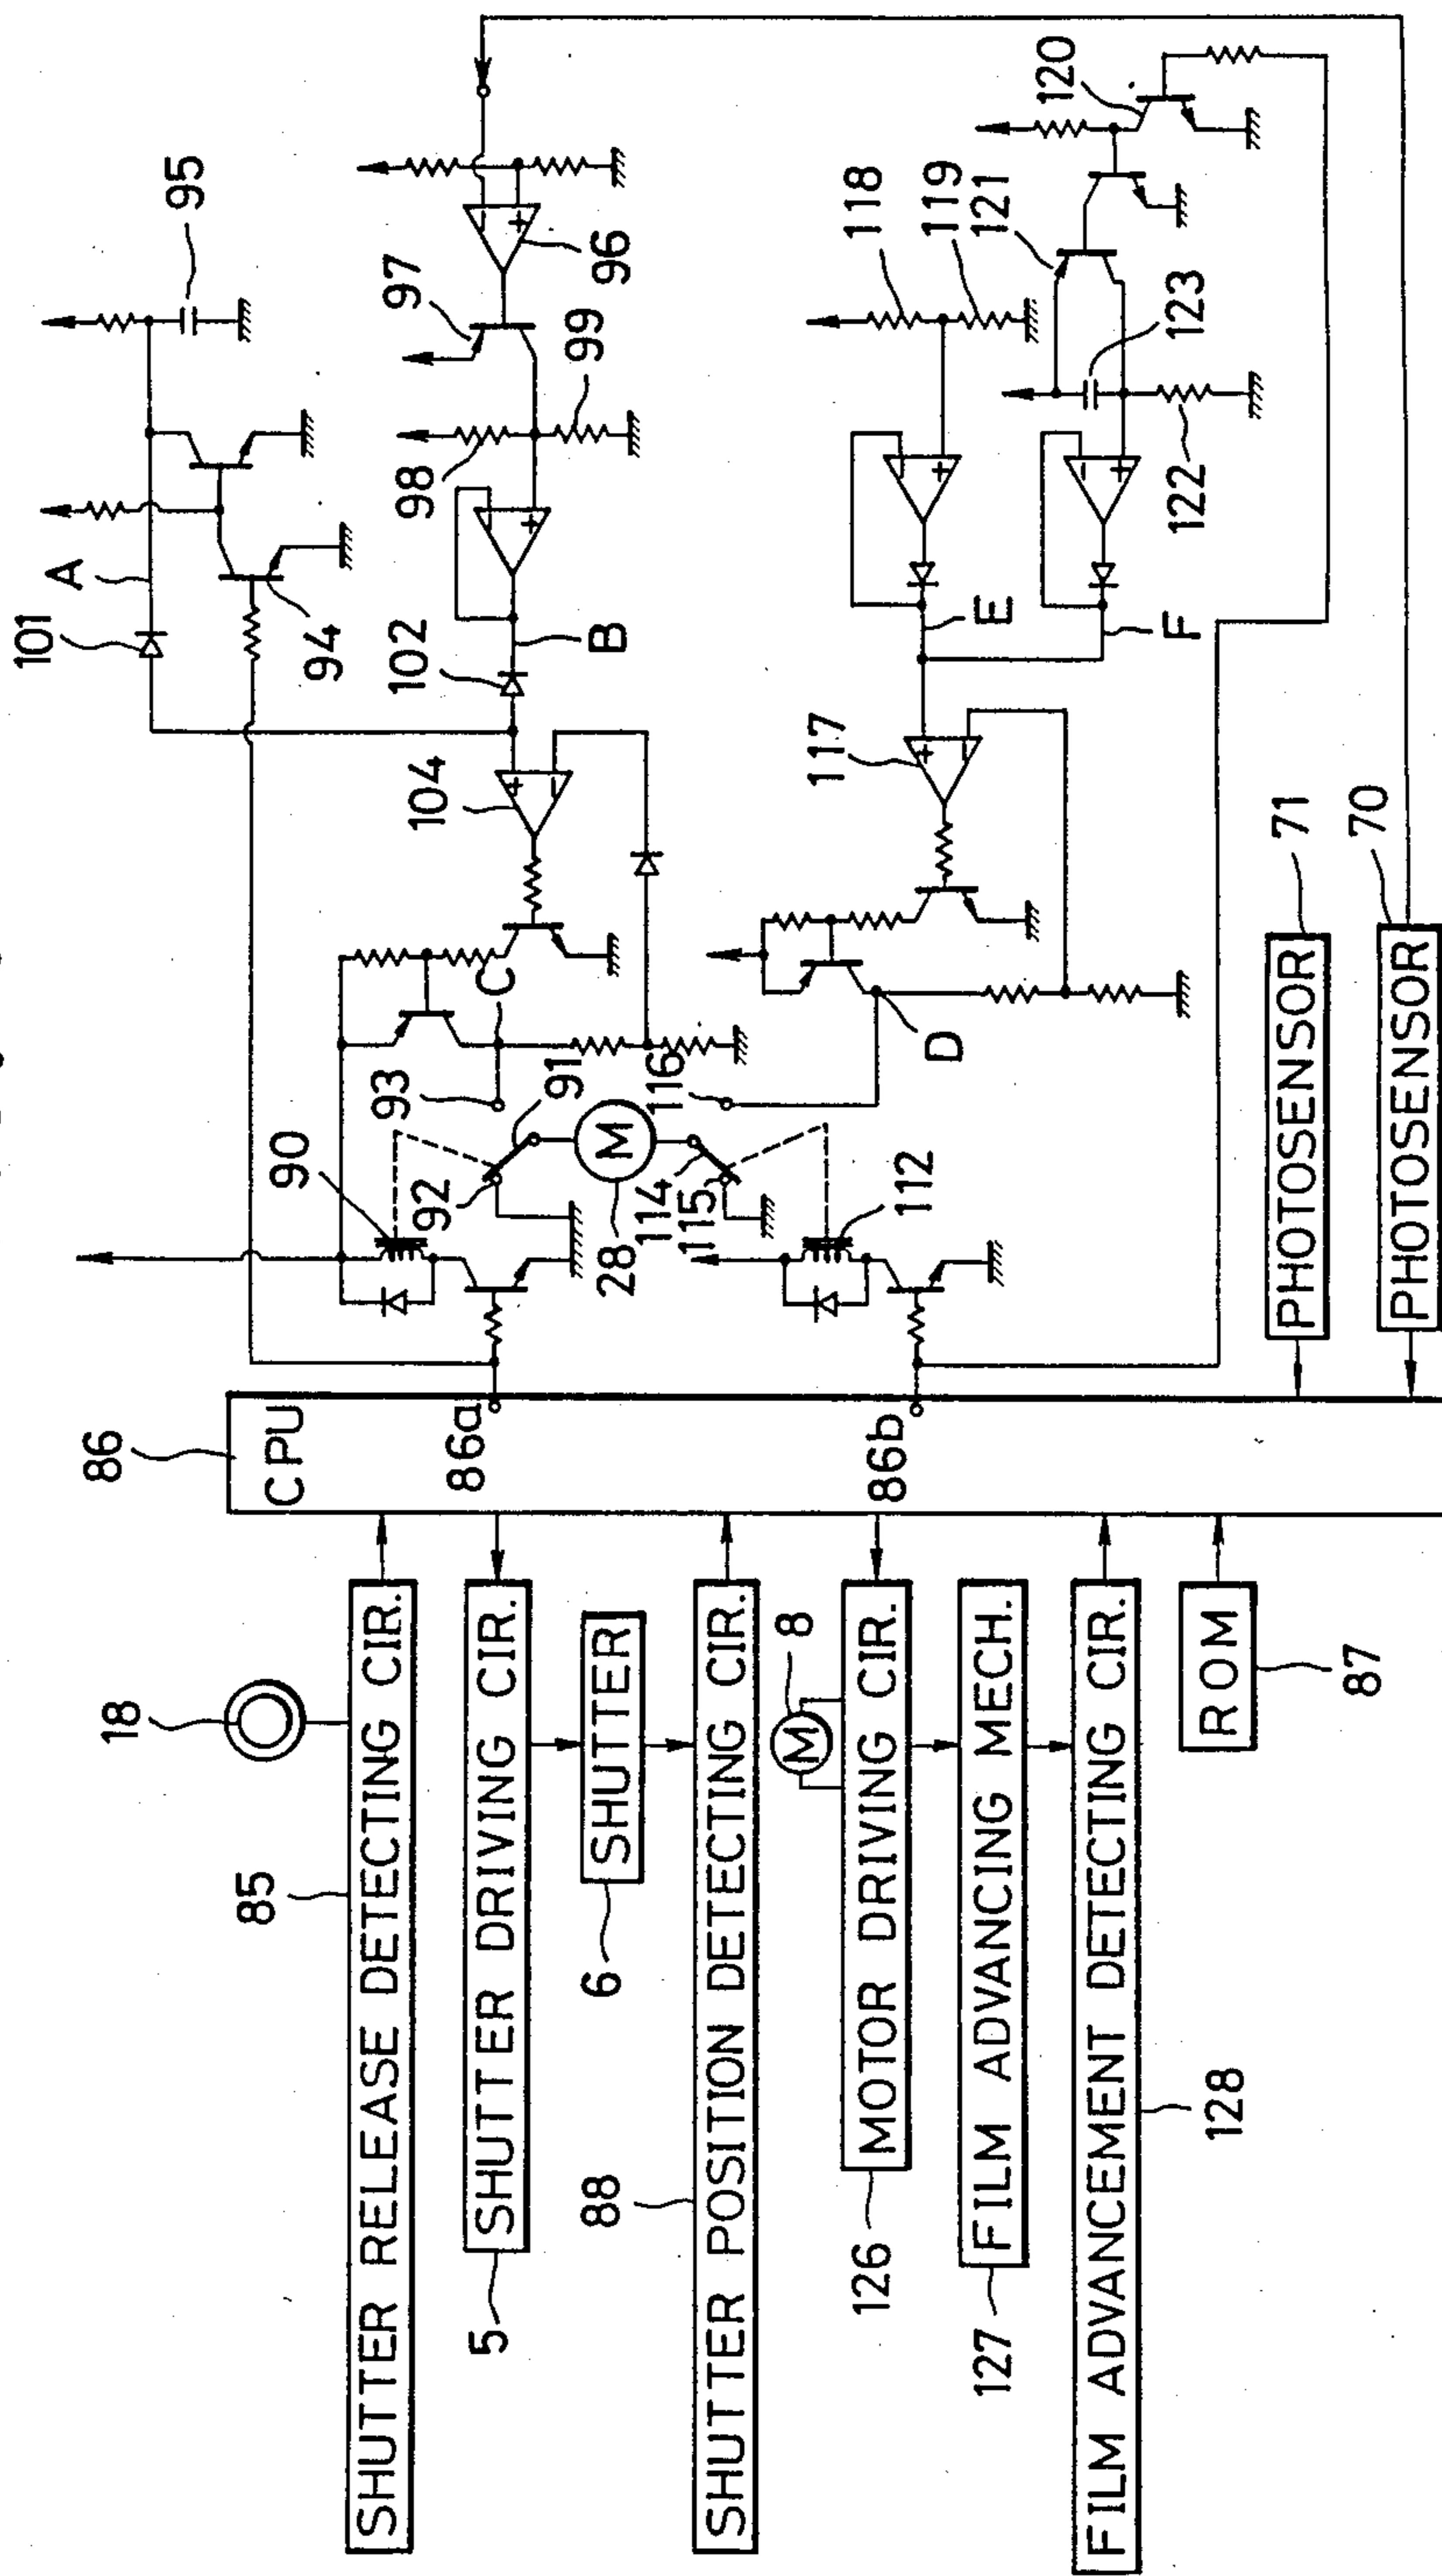 18
85
SHUTTER RELEASE DETECTING CIR.
5
SHUTTER DRIVING CIR.
6
SHUTTER
88
SHUTTER POSITION DETECTING CIR.
8
M
126
MOTOR DRIVING CIR.
127
FILM ADVANCING MECH.
FILM ADVANCEMENT DETECTING CIR.
128
ROM
87
86
CPU
86a
86b
90
92
91
93
C
28
M
114
115
116
112
D
101
A
94
95
102
B
104
98
99
97
96
117
E
F
118
119
121
123
122
120
+
−
+
−
+
−
+
−
+
−
+
−
PHOTOSENSOR
71
PHOTOSENSOR
70